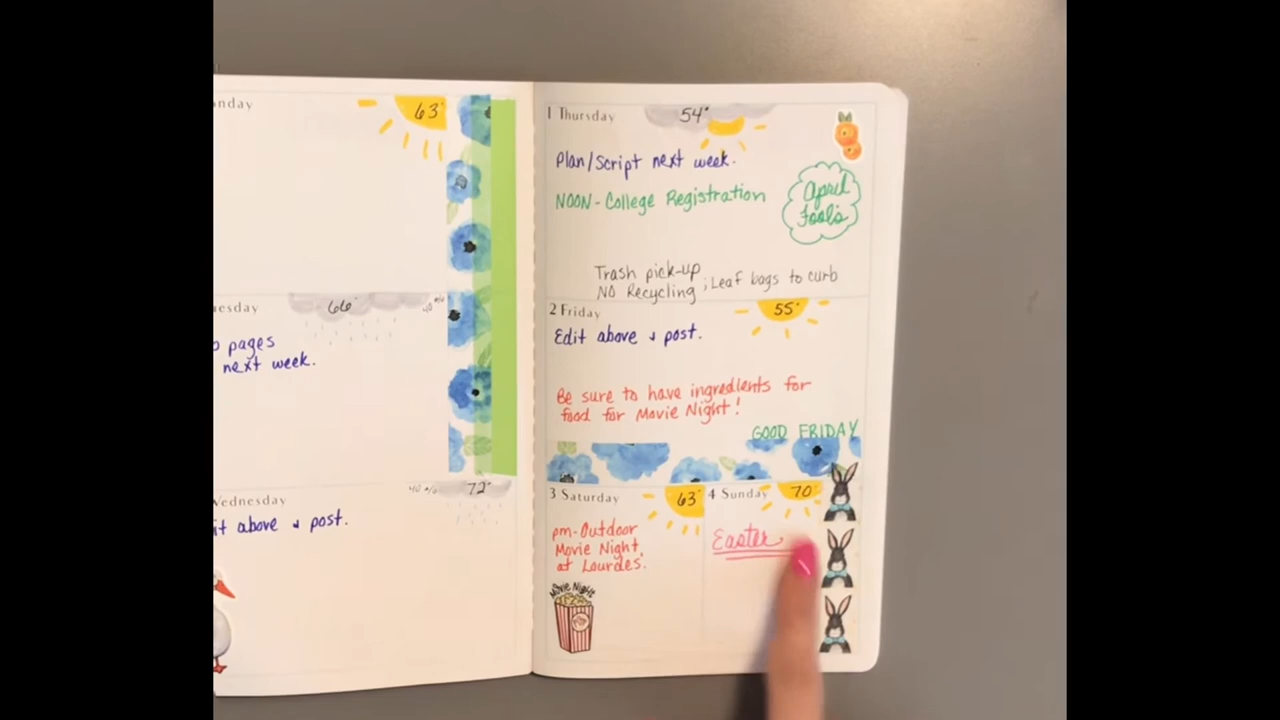 nday
63°
uesday
66°
pages
next week.
Wednesday
40%
72°
it above & post.
1 Thursday
54°
Plan/Script next week.
NOON - College Registration
April
Fool's
Trash pick-up
NO Recycling ; Leaf bags to curb
2 Friday
55°
Edit above & post.
Be sure to have ingredients for
food for Movie Night!
GOOD FRIDAY
3 Saturday
63°
pm-Outdoor
Movie Night
at Lourdes.
Movie Night
4 Sunday
70°
Easter